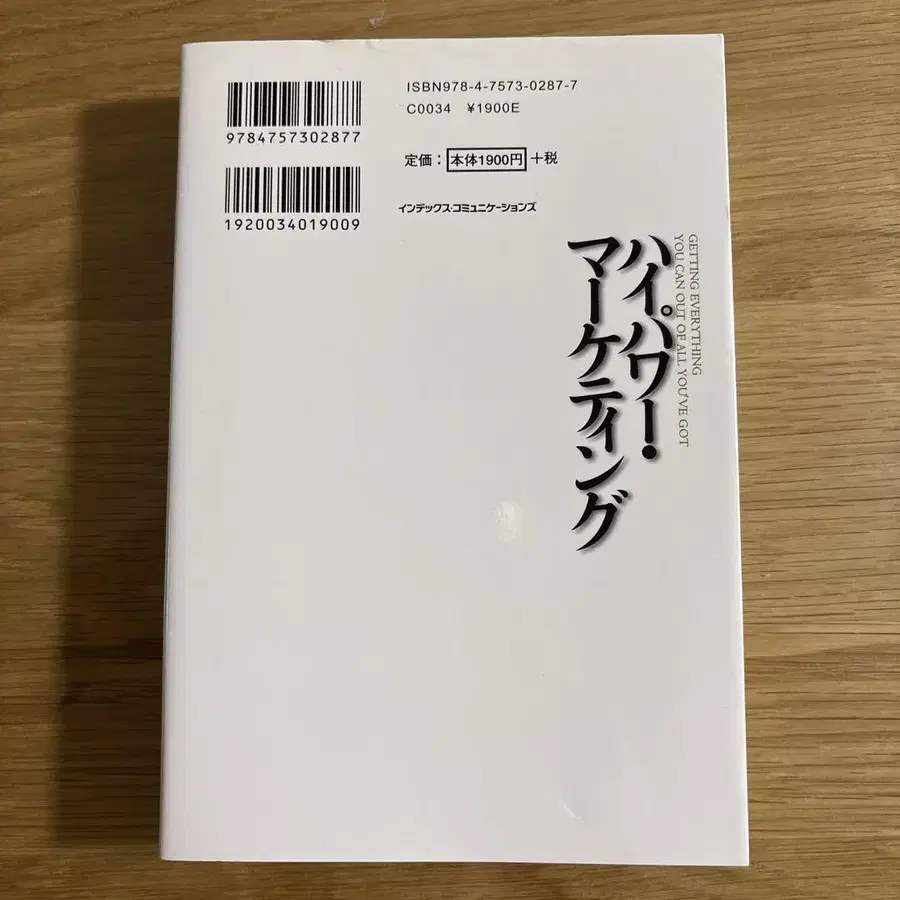 ISBN978-4-7573-0287-7
C0034 ¥1900E
9784757302877
定価：本体1900円+税
1920034019009
インデックス・コミュニケーションズ
GETTING EVERYTHING
YOU CAN OUT OF ALL YOU'VE GOT
ハイパワー・
マーケティング